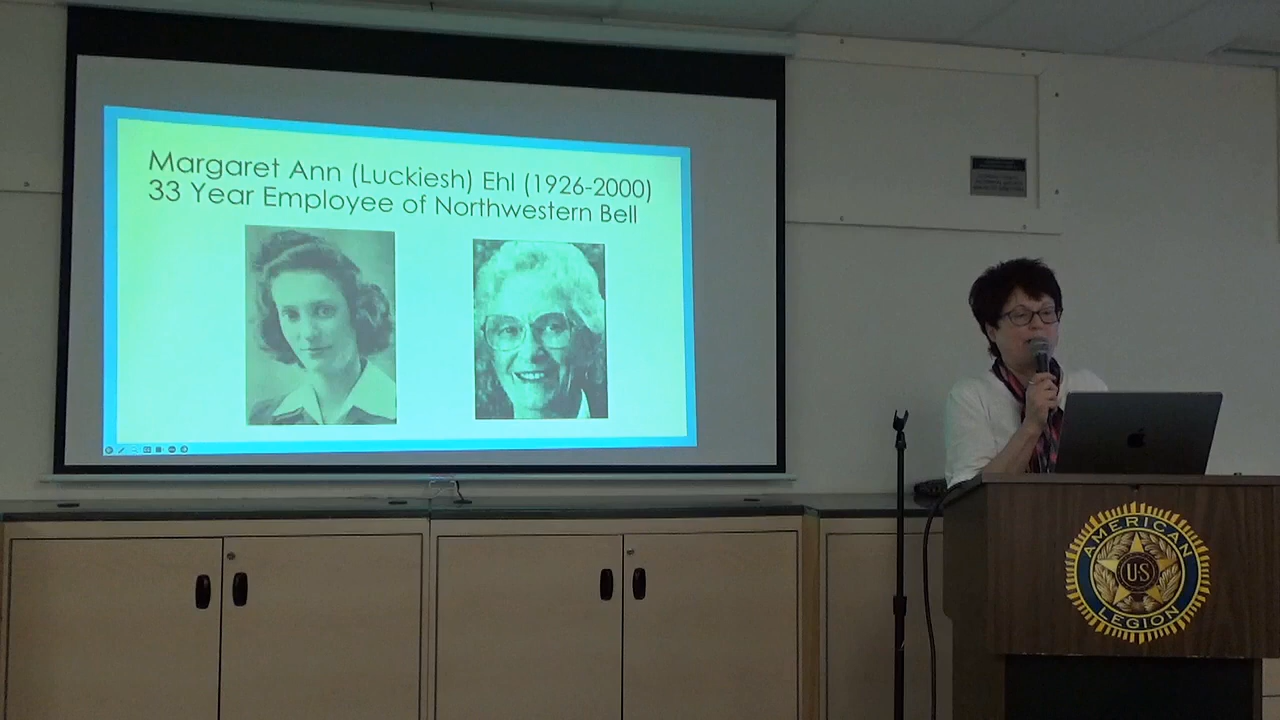 Margaret Ann (Luckiesh) Ehl (1926-2000)
33 Year Employee of Northwestern Bell
AMERICAN
US
LEGION